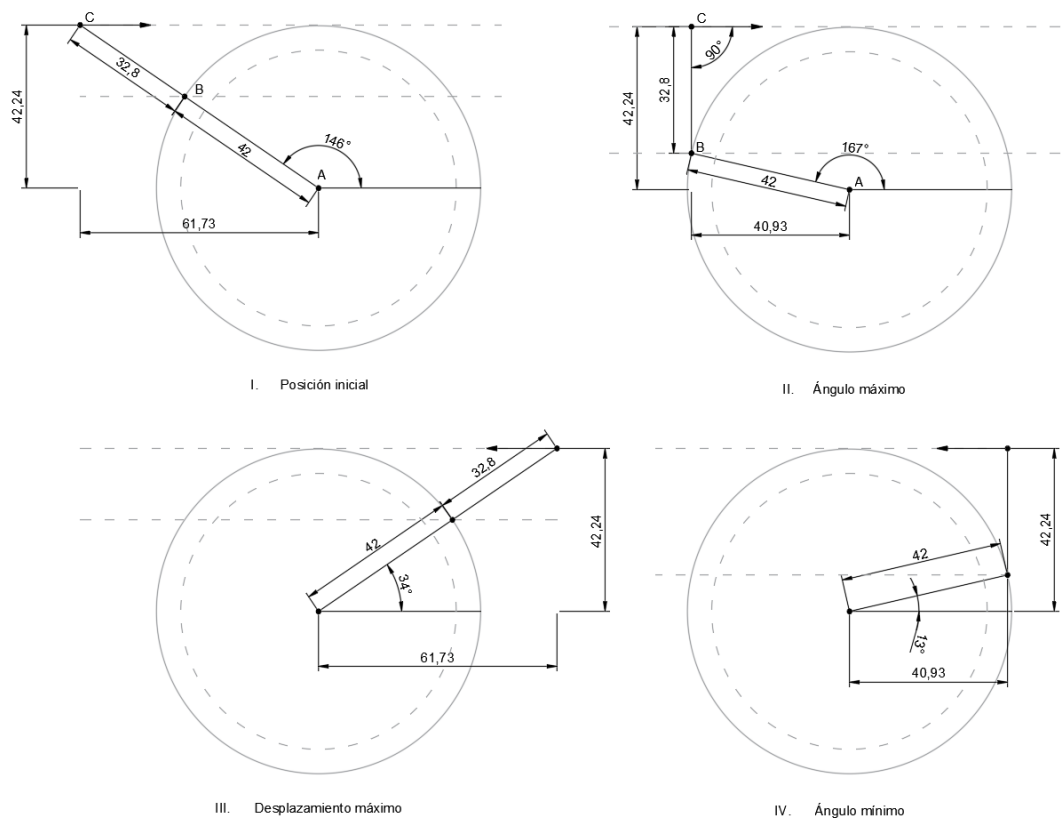 C
32,8
B
42,24
42
146°
A
61,73
I. Posición inicial
C
90°
42,24
32,8
B
167°
42
A
40,93
II. Ángulo máximo
32,8
42
42,24
34°
61,73
III. Desplazamiento máximo
42
42,24
13°
40,93
IV. Ángulo mínimo